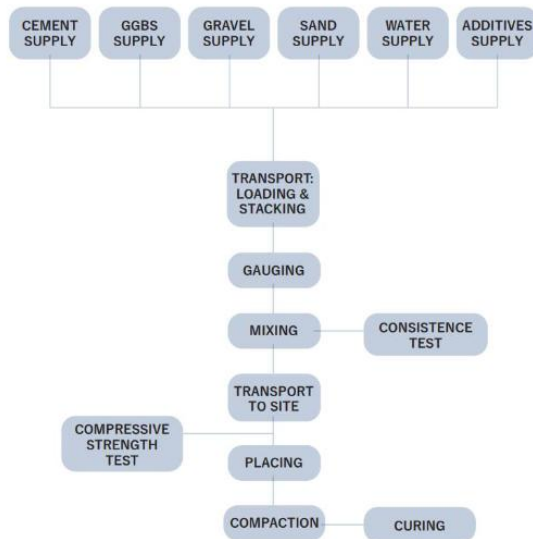 CEMENT
SUPPLY
GGBS
SUPPLY
GRAVEL
SUPPLY
SAND
SUPPLY
WATER
SUPPLY
ADDITIVES
SUPPLY
TRANSPORT:
LOADING &
STACKING
GAUGING
MIXING
CONSISTENCE
TEST
TRANSPORT
TO SITE
COMPRESSIVE
STRENGTH
TEST
PLACING
COMPACTION
CURING